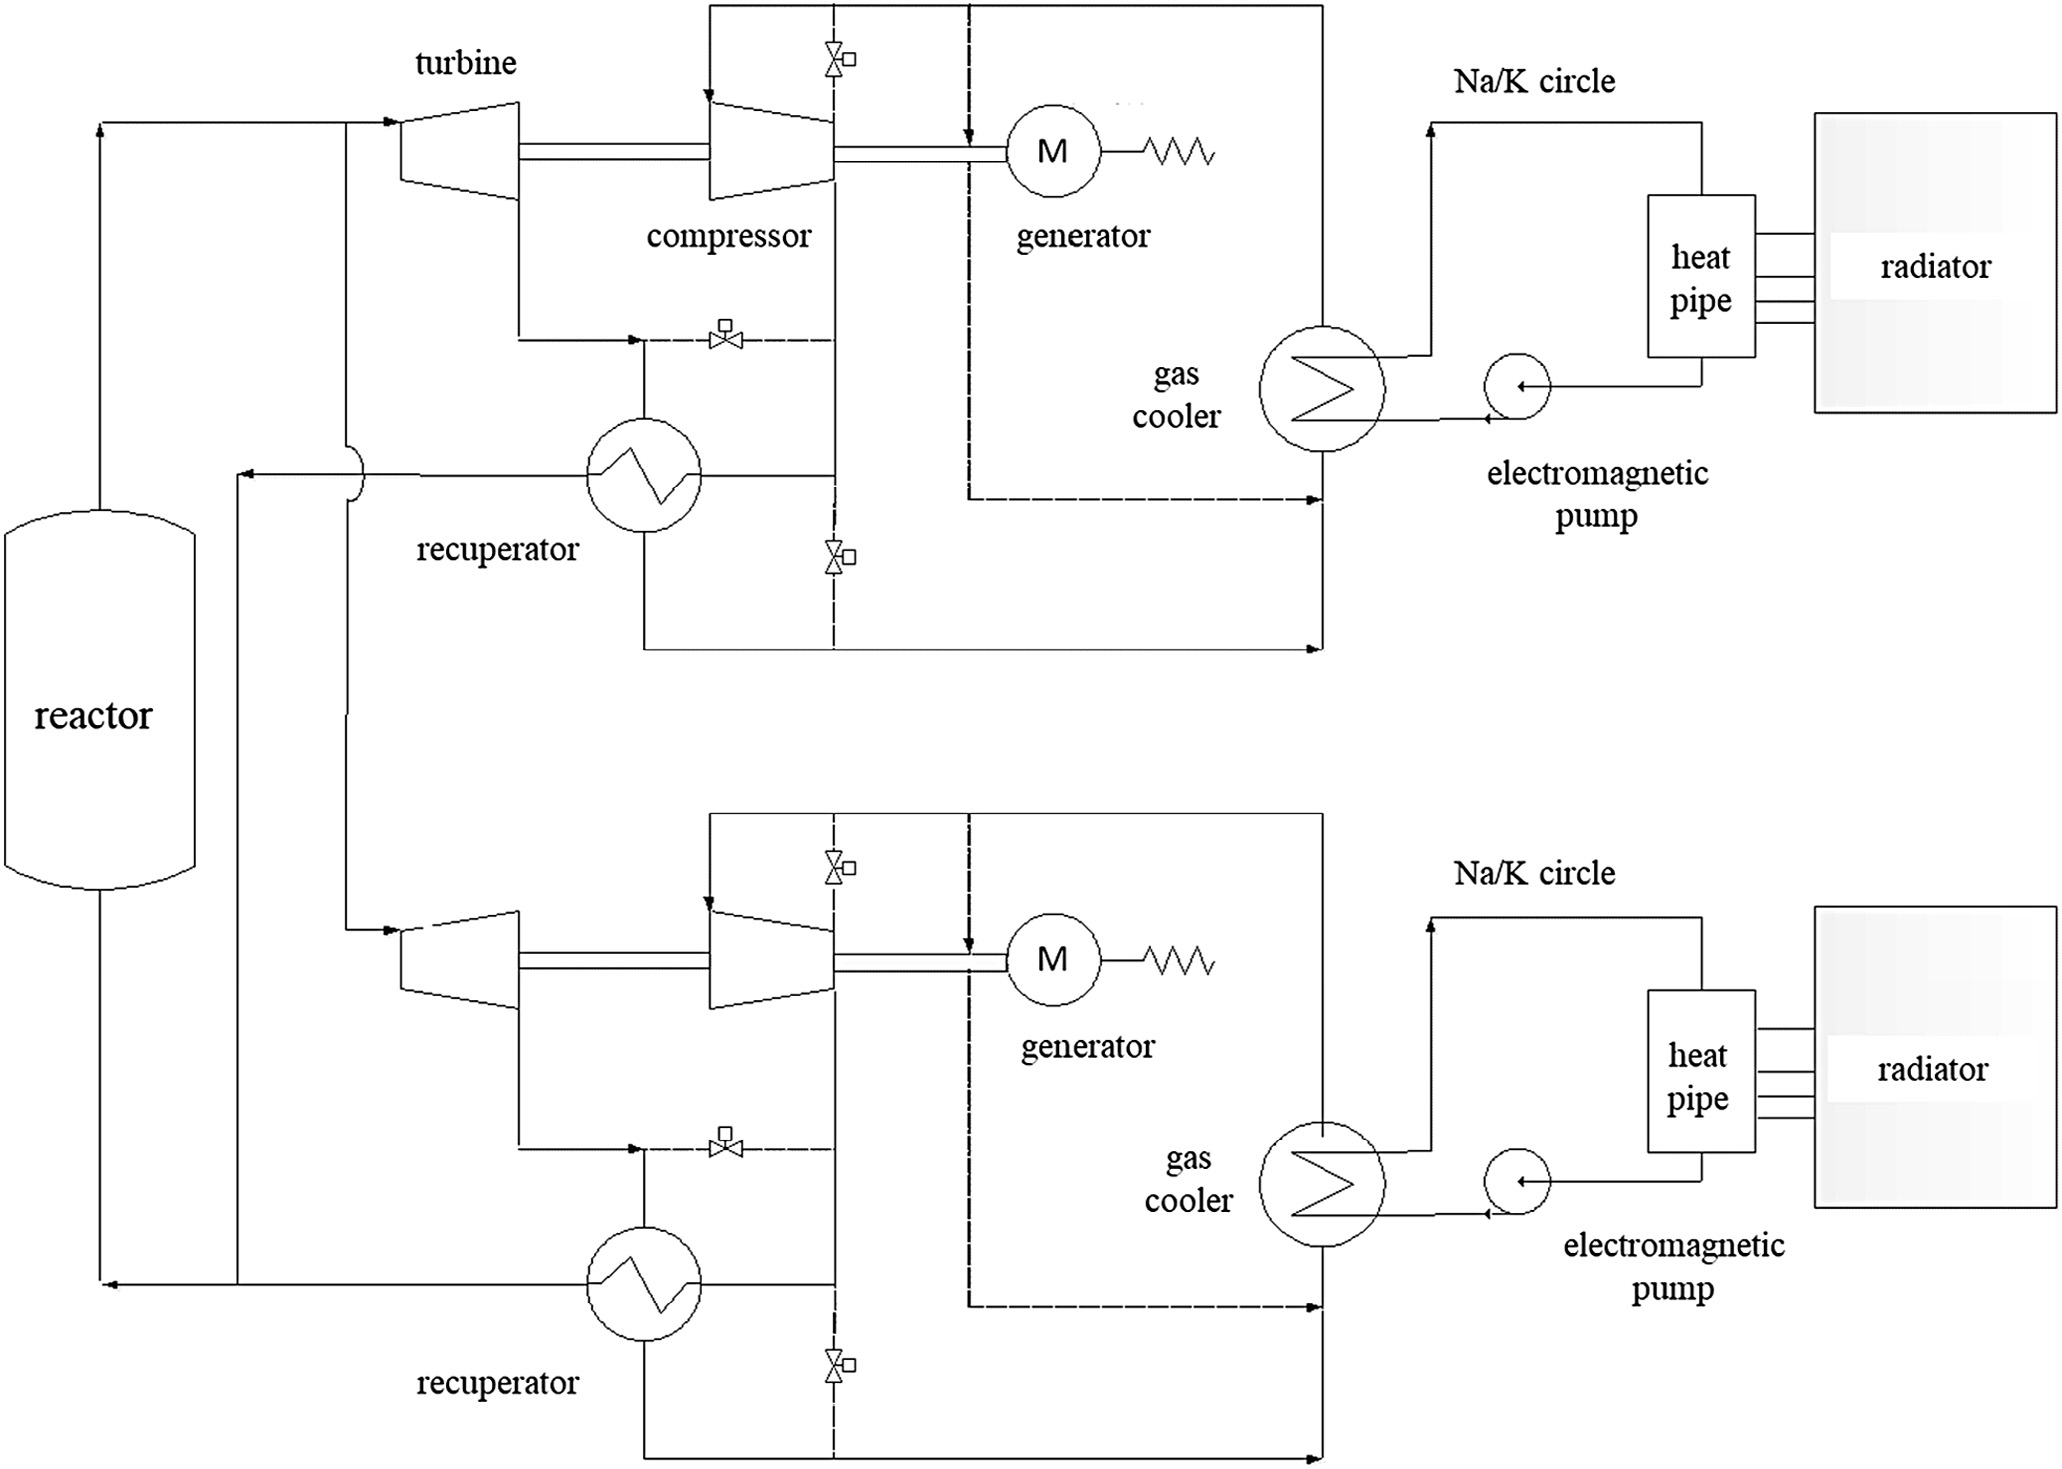 turbine
Na/K circle
M
compressor
generator
heat
pipe
radiator
gas
cooler
electromagnetic
pump
recuperator
reactor
Na/K circle
M
generator
heat
pipe
radiator
gas
cooler
electromagnetic
pump
recuperator